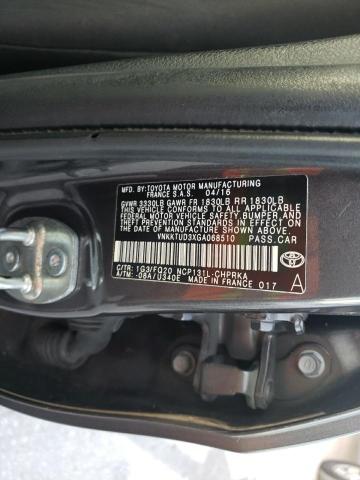 MFD. BY: TOYOTA MOTOR MANUFACTURING
FRANCE S.A.S. 04/16
GVWR 3330LB GAWR FR 1830LB RR 1830LB
THIS VEHICLE CONFORMS TO ALL APPLICABLE
FEDERAL MOTOR VEHICLE SAFETY, BUMPER, AND
THEFT PREVENTION STANDARDS IN EFFECT ON
THE DATE OF MANUFACTURE SHOWN ABOVE.
VNKKTUD3XGA068510 PASS.CAR
C/TR: 1G3/FQ20 NCP131L-CHPRKA
A/TM: -08A/U340E MADE IN FRANCE 017
A
TOYOTA